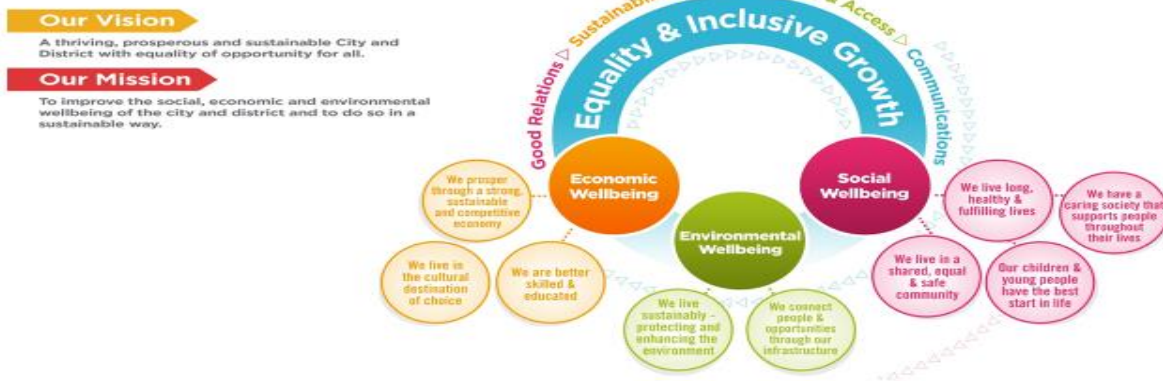 Our Vision
A thriving, prosperous and sustainable City and
District with equality of opportunity for all.
Our Mission
To improve the social, economic and environmental
wellbeing of the city and district and to do so in a
sustainable way.
Good Relations
& Access
Communications
Equality & Inclusive Growth
Economic
Wellbeing
Environmental
Wellbeing
Social
Wellbeing
We prosper
through a strong,
sustainable
and competitive
economy
We live in
the cultural
destination
of choice
We are better
skilled &
educated
We live
sustainably -
protecting and
enhancing the
environment
We connect
people &
opportunities
through our
infrastructure
We live long,
healthy &
fulfilling lives
We have a
caring society that
supports people
throughout
their lives
We live in a
shared, equal
& safe
community
Our children &
young people
have the best
start in life